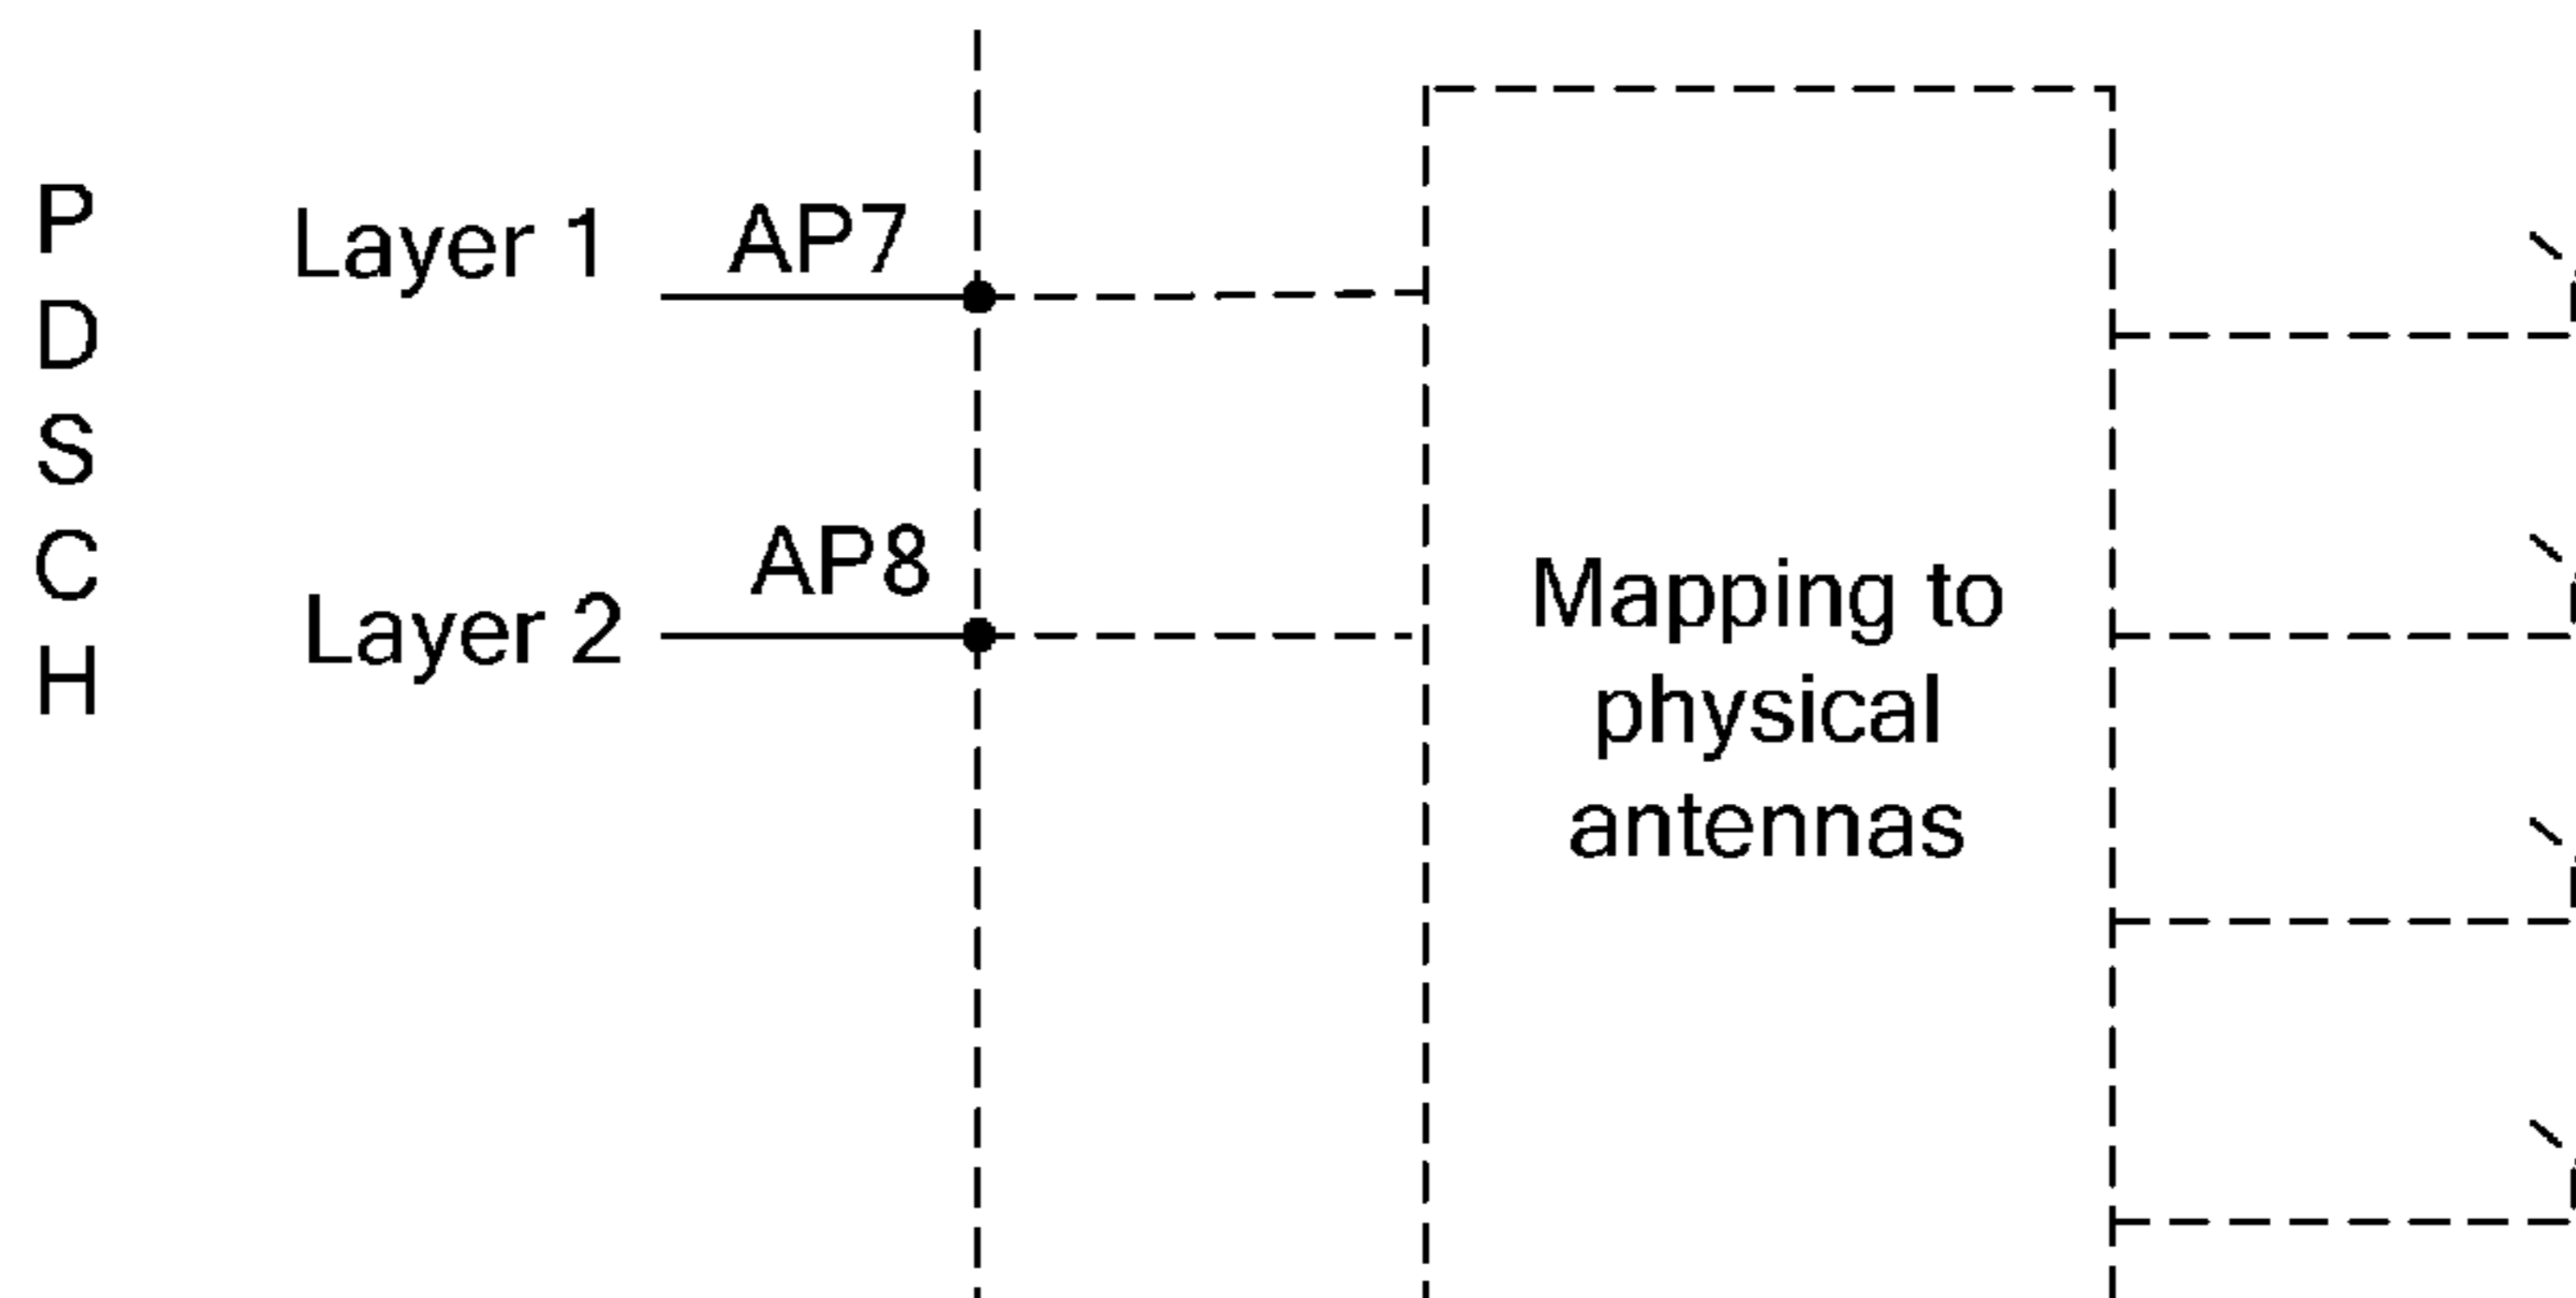 P
D
S
C
H
Layer 1
AP7
Layer 2
AP8
Mapping to
physical
antennas